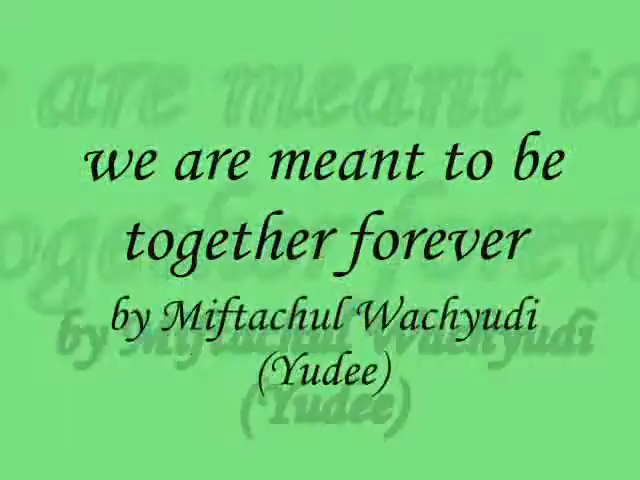 we are meant to be
together forever
by Miftachul Wachyudi
(Yudee)